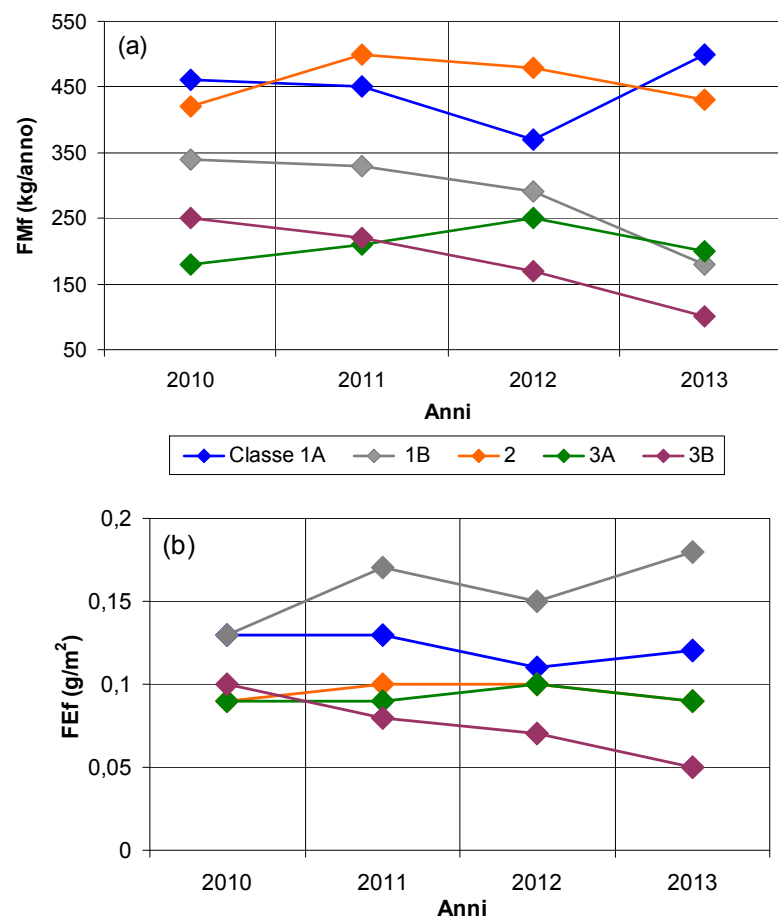 (a)
FMf (kg/anno)
550
450
350
250
150
50
2010 2011 2012 2013
Anni
Classe 1A 1B 2 3A 3B
(b)
FEf (g/m²)
0,2
0,15
0,1
0,05
0
2010 2011 2012 2013
Anni